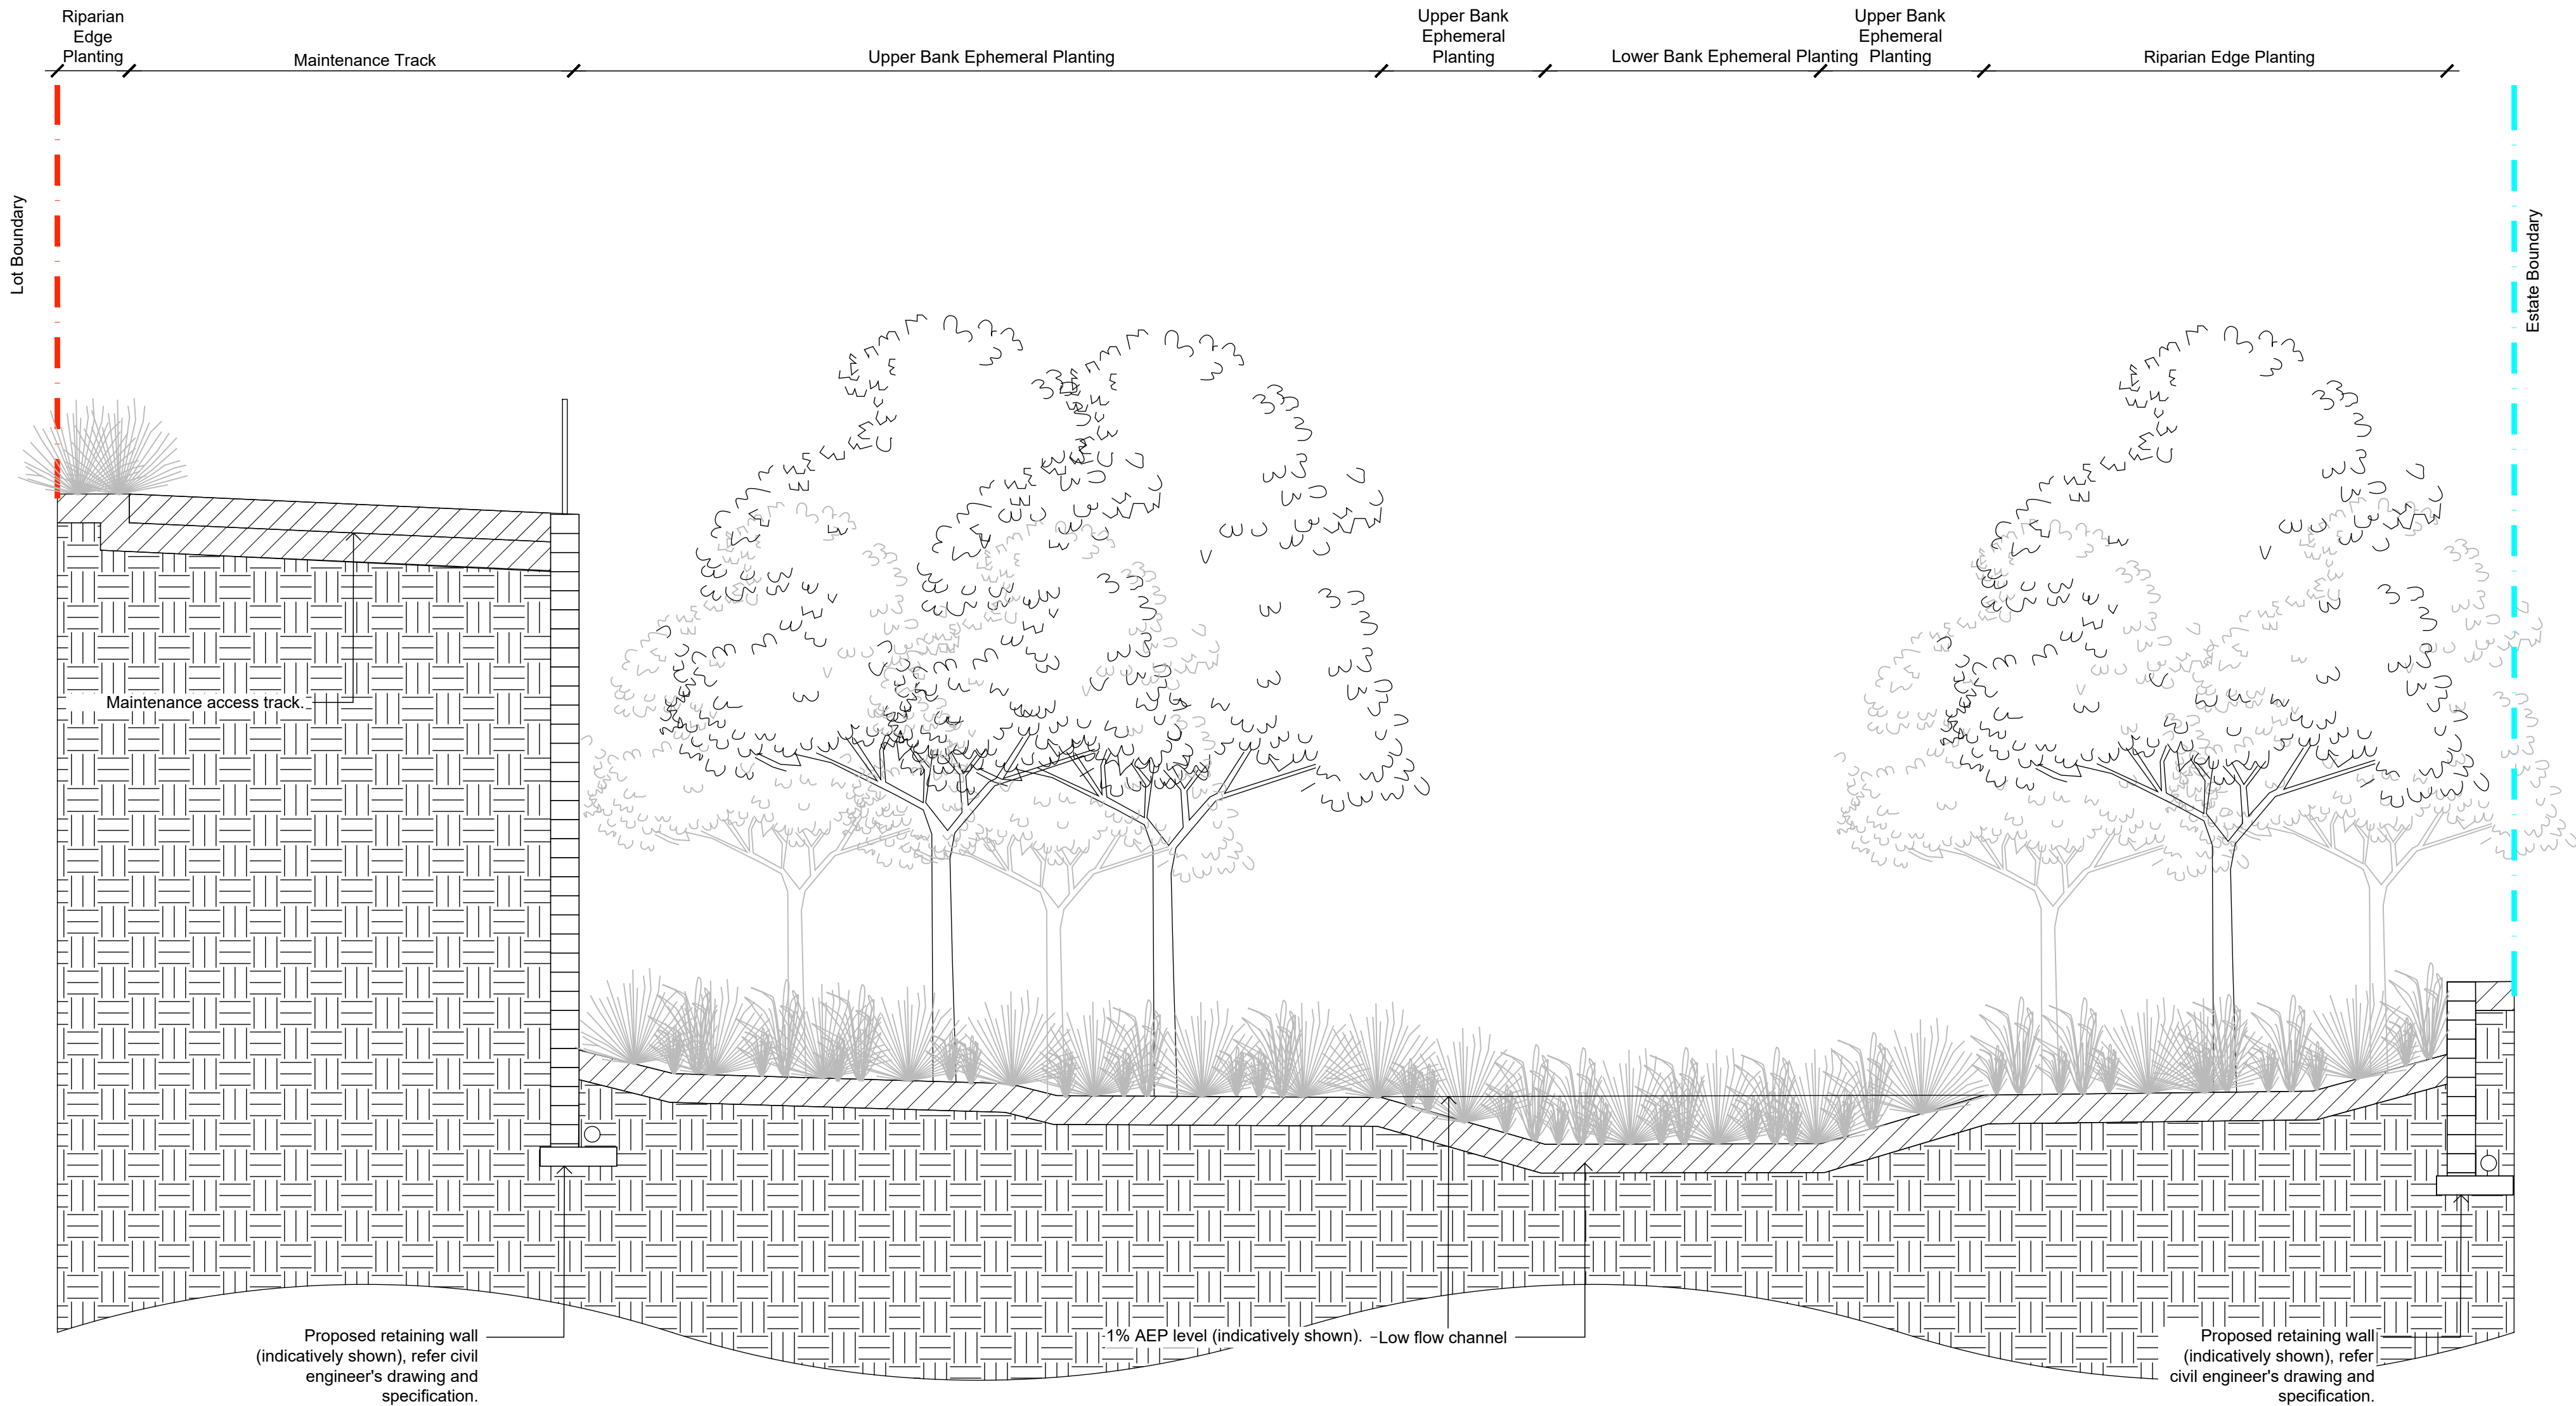 Riparian
Edge
Planting
Maintenance Track
Upper Bank Ephemeral Planting
Upper Bank
Ephemeral
Planting
Lower Bank Ephemeral Planting
Upper Bank
Ephemeral
Planting
Riparian Edge Planting
Lot Boundary
Estate Boundary
Maintenance access track.
Proposed retaining wall
(indicatively shown), refer civil
engineer's drawing and
specification.
1% AEP level (indicatively shown).
Low flow channel
Proposed retaining wall
(indicatively shown), refer
civil engineer's drawing and
specification.